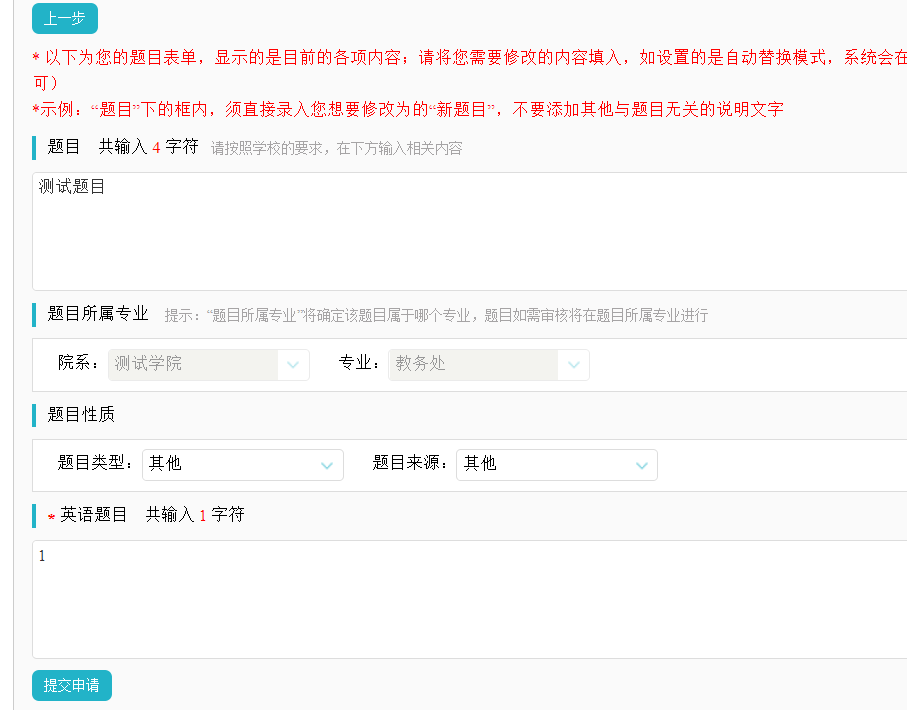 上一步
* 以下为您的题目表单，显示的是目前的各项内容；请将您需要修改的内容填入，如设置的是自动替换模式，系统会在
可）
*示例：“题目”下的框内，须直接录入您想要修改为的“新题目”，不要添加其他与题目无关的说明文字
题目 共输入 4 字符 请按照学校的要求，在下方输入相关内容
测试题目
题目所属专业 提示：“题目所属专业”将确定该题目属于哪个专业，题目如需审核将在题目所属专业进行
院系： 测试学院 专业： 教务处
题目性质
题目类型： 其他 题目来源： 其他
* 英语题目 共输入 1 字符
1
提交申请